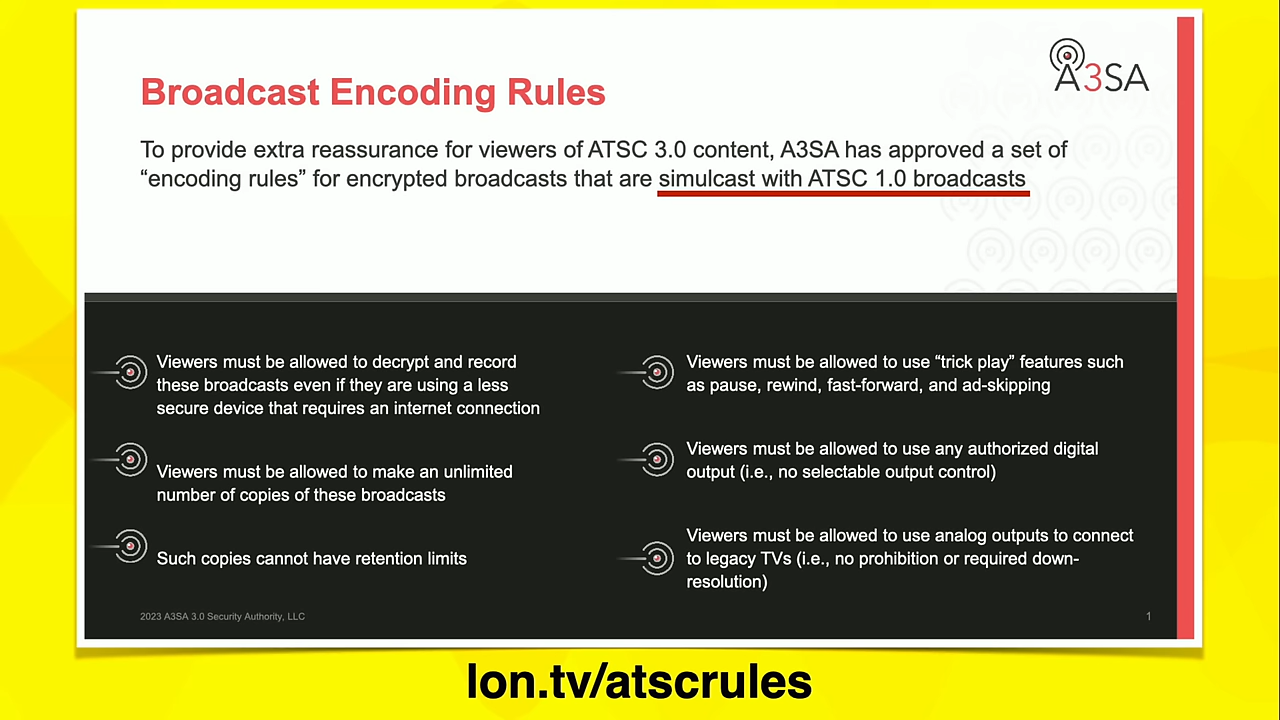 A3SA
Broadcast Encoding Rules
To provide extra reassurance for viewers of ATSC 3.0 content, A3SA has approved a set of
“encoding rules” for encrypted broadcasts that are simulcast with ATSC 1.0 broadcasts
Viewers must be allowed to decrypt and record
these broadcasts even if they are using a less
secure device that requires an internet connection
Viewers must be allowed to make an unlimited
number of copies of these broadcasts
Such copies cannot have retention limits
Viewers must be allowed to use “trick play” features such
as pause, rewind, fast-forward, and ad-skipping
Viewers must be allowed to use any authorized digital
output (i.e., no selectable output control)
Viewers must be allowed to use analog outputs to connect
to legacy TVs (i.e., no prohibition or required down-
resolution)
2023 A3SA 3.0 Security Authority, LLC
1
lon.tv/atscrules